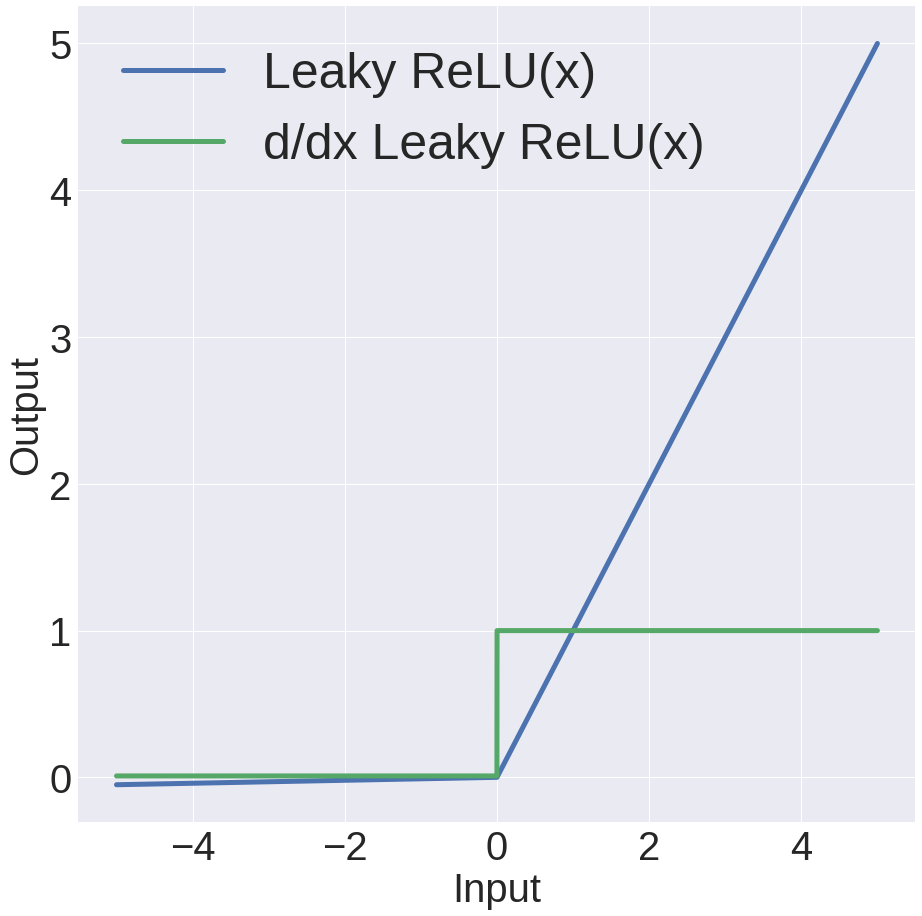 Leaky ReLU(x)
d/dx Leaky ReLU(x)
5
4
3
2
1
0
Output
−4 −2 0 2 4
Input